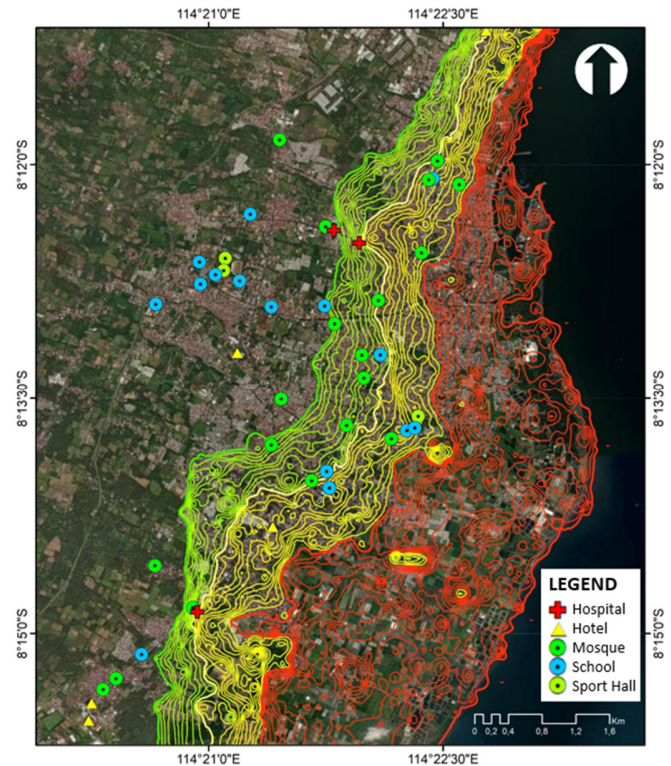 114°21'0"E 114°22'30"E
8°12'0"S 8°12'0"S
8°13'30"S 8°13'30"S
8°15'0"S 8°15'0"S
LEGEND
Hospital
Hotel
Mosque
School
Sport Hall
Km
0 0,2 0,4 0,8 1,2 1,6
114°21'0"E 114°22'30"E